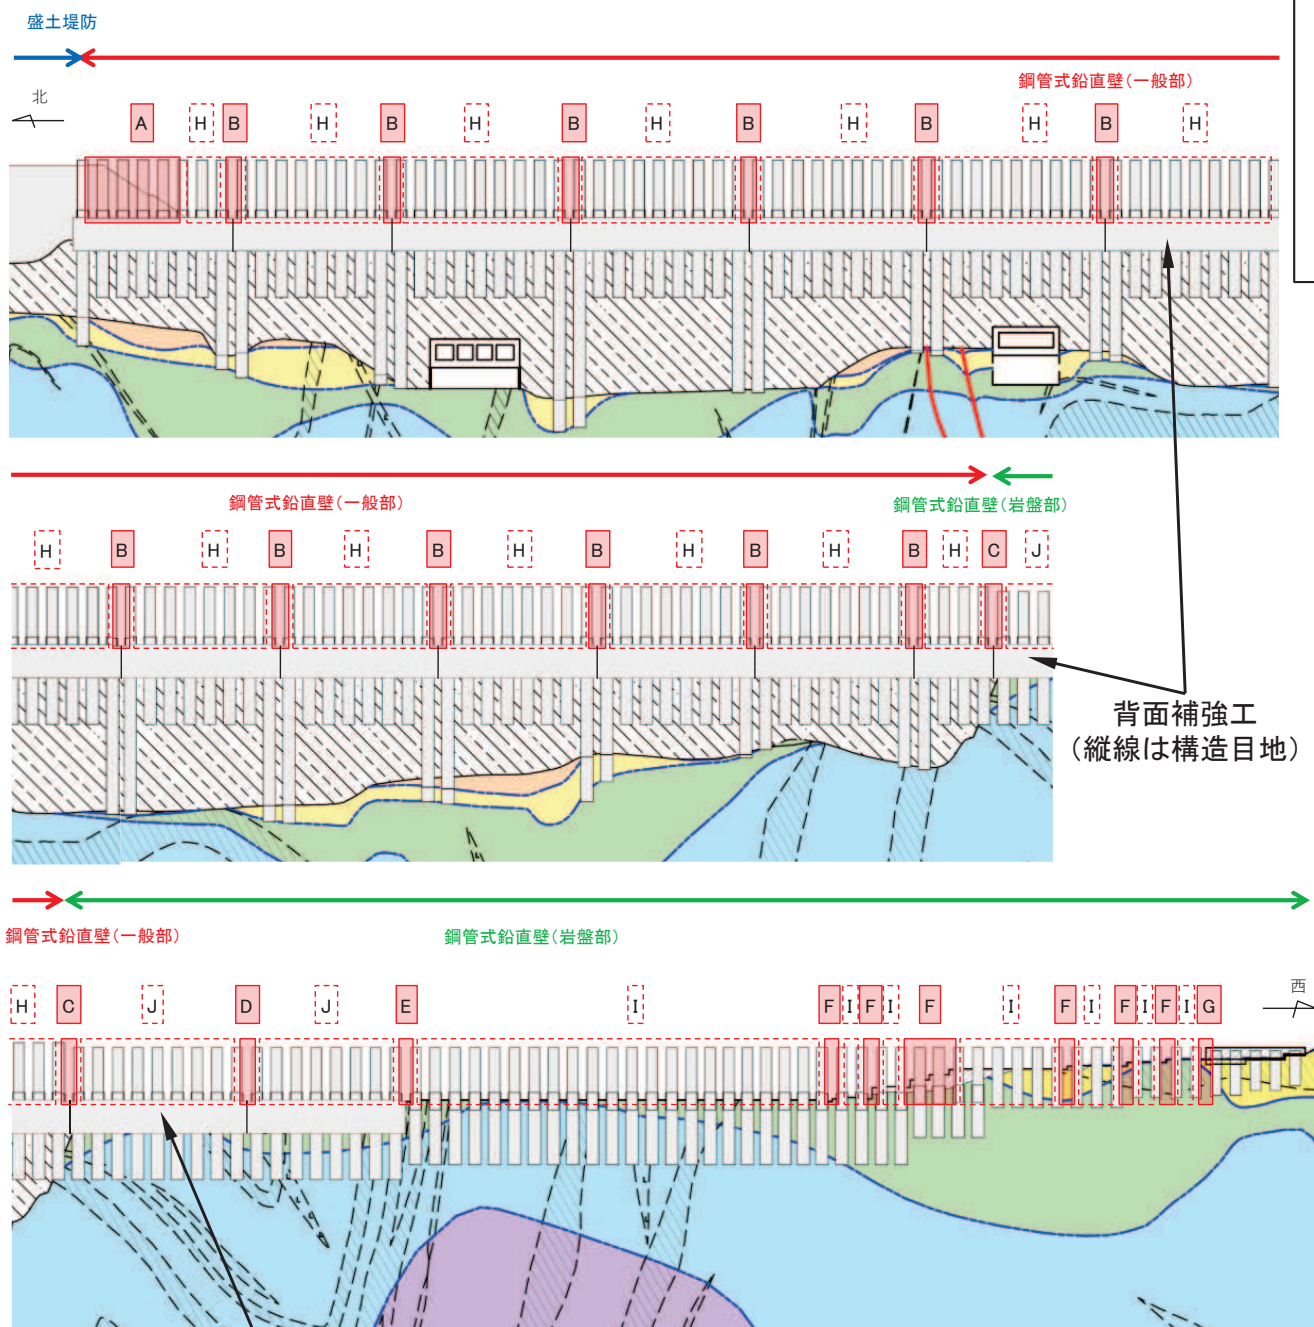 盛土堤防
鋼管式鉛直壁(一般部)
北
A H B H B H B H B H B H B H
鋼管式鉛直壁(一般部)
鋼管式鉛直壁(岩盤部)
H B H B H B H B H B H B H C J
背面補強工
(縦線は構造目地)
鋼管式鉛直壁(一般部)
鋼管式鉛直壁(岩盤部)
西
H C J D J E I F I F I F I F I F I F I G